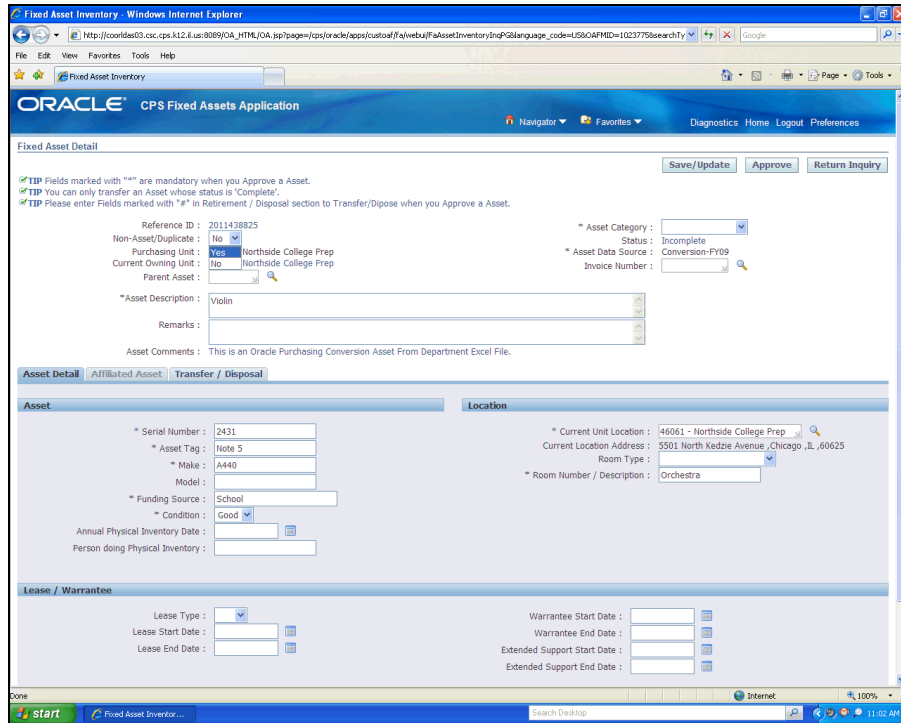 Fixed Asset Inventory - Windows Internet Explorer
http://coorldas03.csc.cps.k12.il.us:8089/OA_HTML/OA.jsp?page=/cps/oracle/apps/custoaf/fa/webui/FaAssetInventoryInqPG&language_code=US&OAFMID=1023775&searchTy
Google
File Edit View Favorites Tools Help
Fixed Asset Inventory
Page Tools
ORACLE CPS Fixed Assets Application
Navigator Favorites Diagnostics Home Logout Preferences
Fixed Asset Detail
Save/Update Approve Return Inquiry
TIP Fields marked with "*" are mandatory when you Approve a Asset.
TIP You can only transfer an Asset whose status is 'Complete'.
TIP Please enter Fields marked with "#" in Retirement / Disposal section to Transfer/Dipose when you Approve a Asset.
Reference ID : 2011438825 * Asset Category :
Non-Asset/Duplicate : No Status : Incomplete
Purchasing Unit : Yes Northside College Prep * Asset Data Source : Conversion-FY09
Current Owning Unit : No Northside College Prep Invoice Number :
Parent Asset :
*Asset Description : Violin
Remarks :
Asset Comments : This is an Oracle Purchasing Conversion Asset From Department Excel File.
Asset Detail Affiliated Asset Transfer / Disposal
Asset Location
* Serial Number : 2431 * Current Unit Location : 46061 - Northside College Prep
* Asset Tag : Note 5 Current Location Address : 5501 North Kedzie Avenue ,Chicago ,IL ,60625
* Make : A440 Room Type :
Model : * Room Number / Description : Orchestra
* Funding Source : School
* Condition : Good
Annual Physical Inventory Date :
Person doing Physical Inventory :
Lease / Warrantee
Lease Type : Warrantee Start Date :
Lease Start Date : Warrantee End Date :
Lease End Date : Extended Support Start Date :
Extended Support End Date :
Done Internet 100%
start Fixed Asset Inventor... Search Desktop 11:02 AM